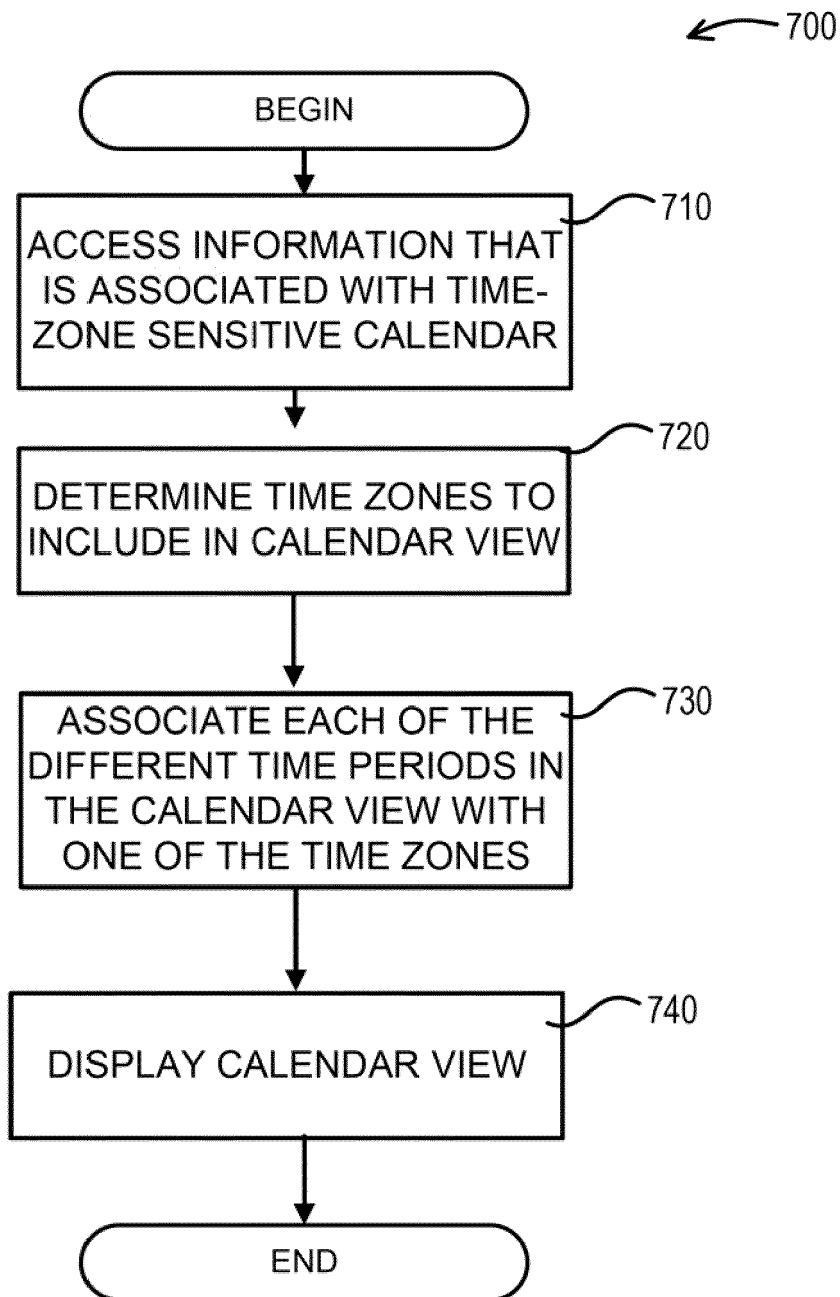 700
BEGIN
710
ACCESS INFORMATION THAT
IS ASSOCIATED WITH TIME-
ZONE SENSITIVE CALENDAR
720
DETERMINE TIME ZONES TO
INCLUDE IN CALENDAR VIEW
730
ASSOCIATE EACH OF THE
DIFFERENT TIME PERIODS IN
THE CALENDAR VIEW WITH
ONE OF THE TIME ZONES
740
DISPLAY CALENDAR VIEW
END